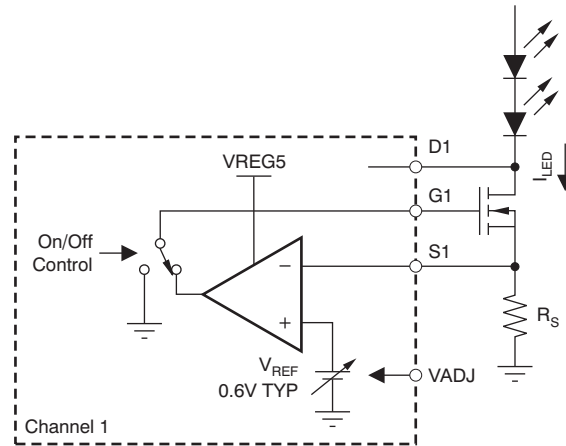 D1
VREG5
I_LED
G1
On/Off
Control
S1
−
+
R_S
V_REF
0.6V TYP
VADJ
Channel 1